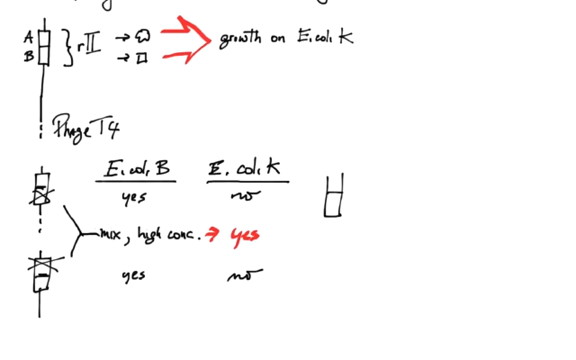 A
B
rII
growth on E. coli K
Phage T4
E. coli B E. coli K
yes no
mix, high conc. → yes
yes no